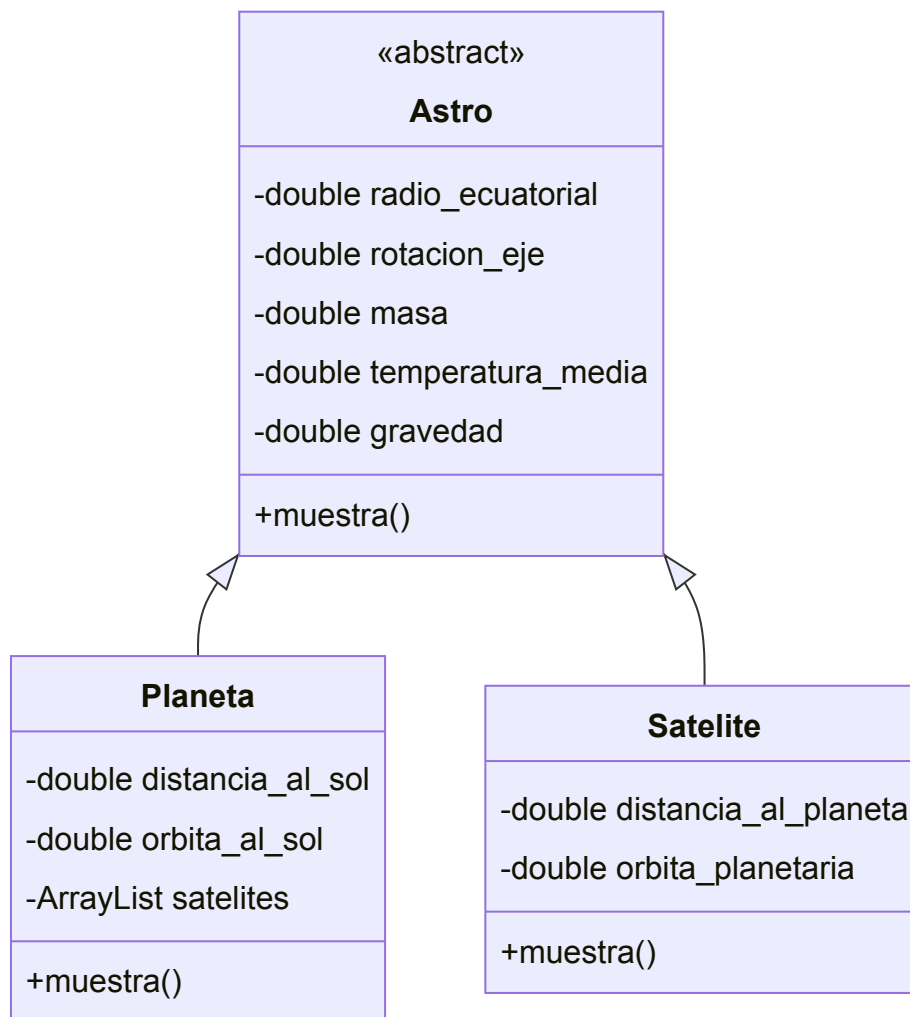 «abstract»
Astro
-double radio_ecuatorial
-double rotacion_eje
-double masa
-double temperatura_media
-double gravedad
+muestra()
Planeta
-double distancia_al_sol
-double orbita_al_sol
-ArrayList satelites
+muestra()
Satelite
-double distancia_al_planeta
-double orbita_planetaria
+muestra()